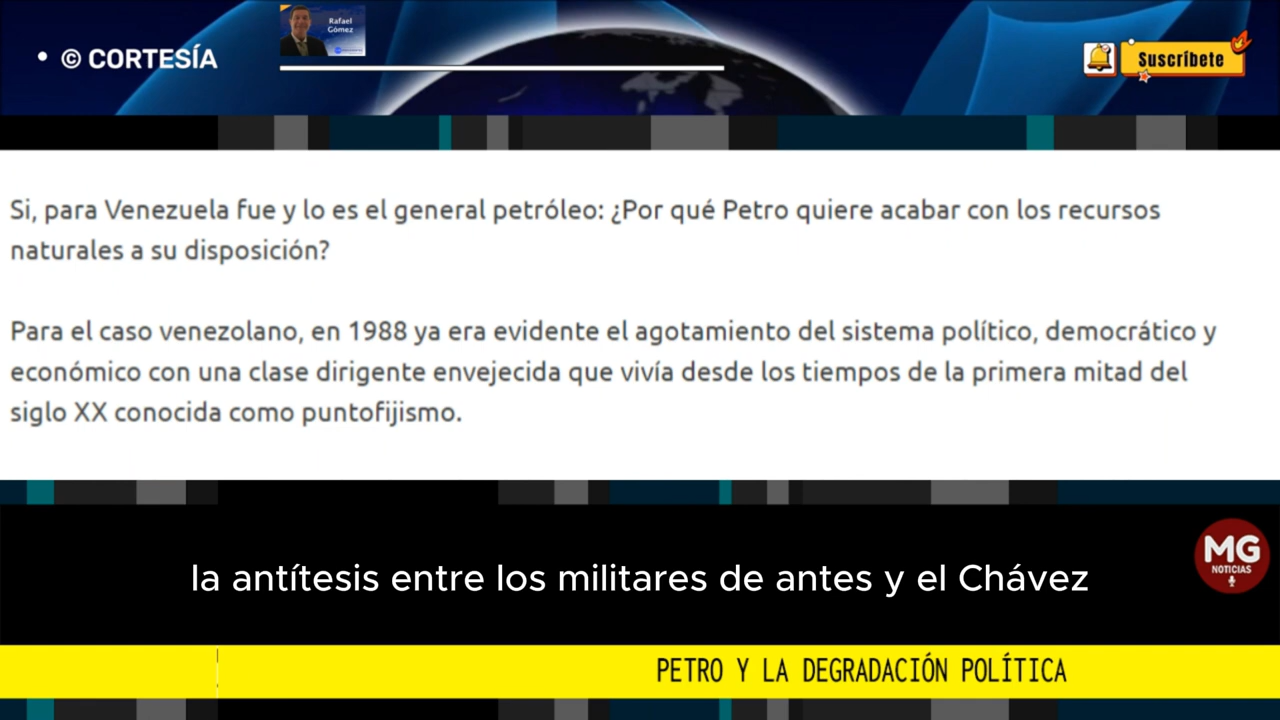 • © CORTESÍA
Rafael
Gómez
Suscríbete
Si, para Venezuela fue y lo es el general petróleo: ¿Por qué Petro quiere acabar con los recursos
naturales a su disposición?
Para el caso venezolano, en 1988 ya era evidente el agotamiento del sistema político, democrático y
económico con una clase dirigente envejecida que vivía desde los tiempos de la primera mitad del
siglo XX conocida como puntofijismo.
la antítesis entre los militares de antes y el Chávez
MG
NOTICIAS
PETRO Y LA DEGRADACIÓN POLÍTICA